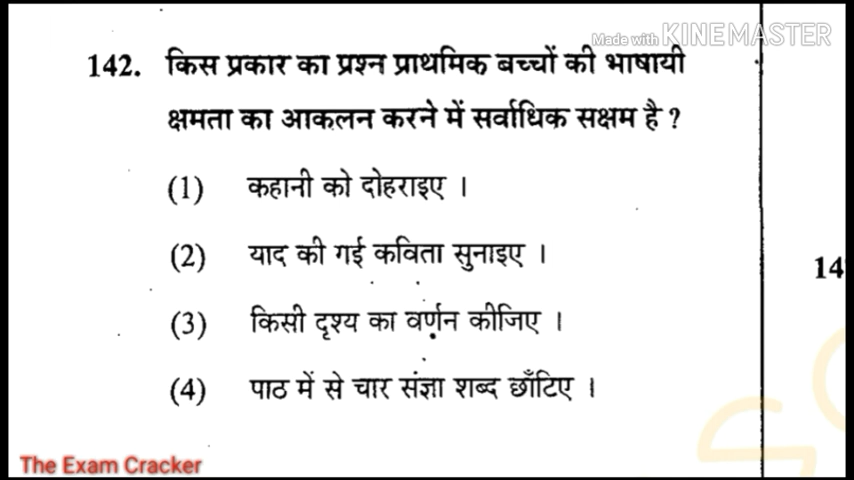 Made with KINEMASTER
142. किस प्रकार का प्रश्न प्राथमिक बच्चों की भाषायी
क्षमता का आकलन करने में सर्वाधिक सक्षम है ?
(1) कहानी को दोहराइए ।
(2) याद की गई कविता सुनाइए ।
(3) किसी दृश्य का वर्णन कीजिए ।
(4) पाठ में से चार संज्ञा शब्द छाँटिए ।
14
The Exam Cracker